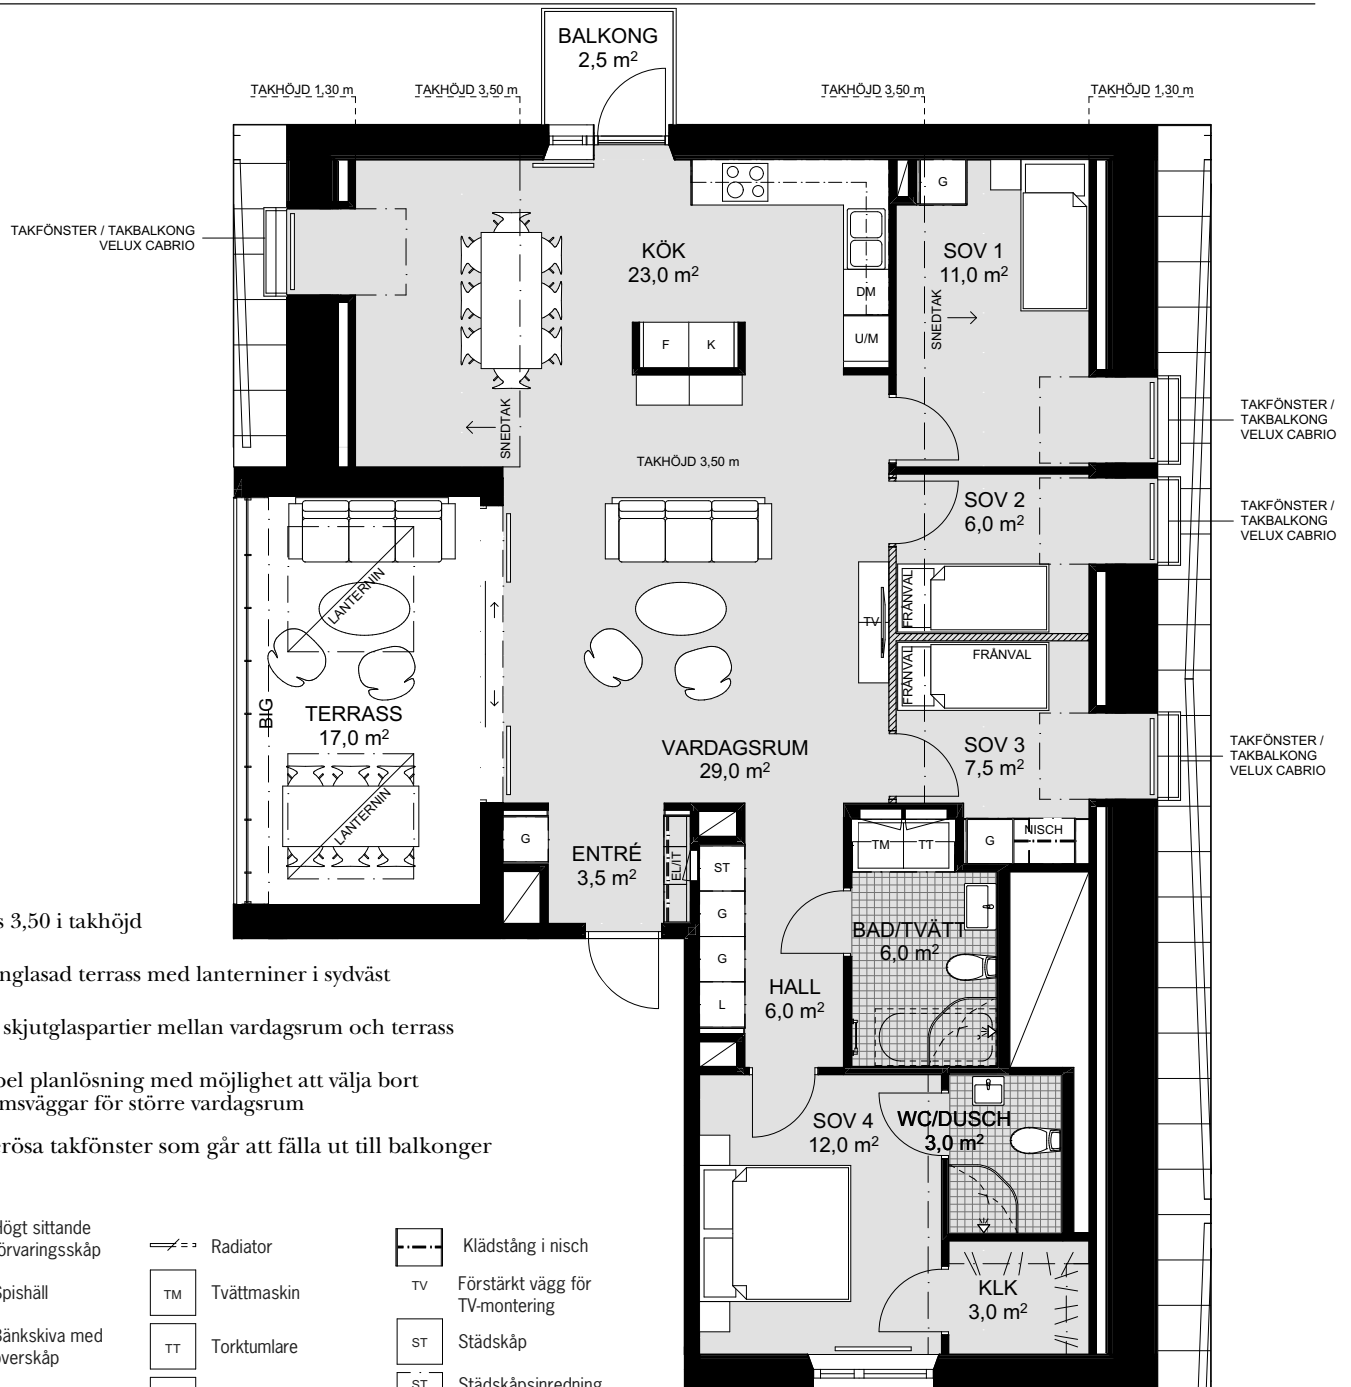 BALKONG
2,5 m²
TAKHÖJD 1,30 m
TAKHÖJD 3,50 m
TAKHÖJD 3,50 m
TAKHÖJD 1,30 m
TAKFÖNSTER / TAKBALKONG
VELUX CABRIO
KÖK
23,0 m²
G
SOV 1
11,0 m²
DM
U/M
F
K
SNEDTAK
SNEDTAK
TAKHÖJD 3,50 m
TAKFÖNSTER /
TAKBALKONG
VELUX CABRIO
SOV 2
6,0 m²
TAKFÖNSTER /
TAKBALKONG
VELUX CABRIO
LANTERNIN
FRÅNVAL
TV
FRÅNVAL
FRÅNVAL
BIG
TERRASS
17,0 m²
VARDAGSRUM
29,0 m²
SOV 3
7,5 m²
TAKFÖNSTER /
TAKBALKONG
VELUX CABRIO
LANTERNIN
G
ENTRÉ
3,5 m²
EL/IT
ST
G
G
L
TM
TT
G
NISCH
BAD/TVÄTT
6,0 m²
HALL
6,0 m²
s 3,50 i takhöjd
nglasad terrass med lanterniner i sydväst
skjutglaspartier mellan vardagsrum och terrass
bel planlösning med möjlighet att välja bort
msväggar för större vardagsrum
erösa takfönster som går att fälla ut till balkonger
SOV 4
12,0 m²
WC/DUSCH
3,0 m²
KLK
3,0 m²
Högt sittande
förvaringsskåp
Spishäll
Bänkskiva med
överskåp
Radiator
TM Tvättmaskin
TT Torktumlare
Klädstång i nisch
TV Förstärkt vägg för
TV-montering
ST Städskåp
ST Städskåpsinredning